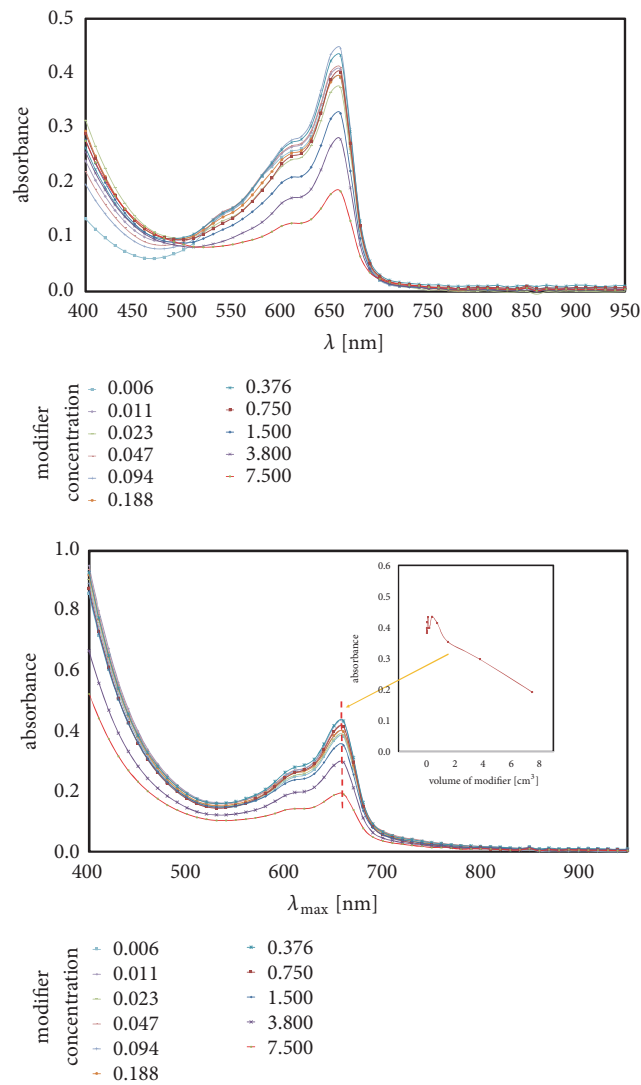 0.5
0.4
0.3
0.2
0.1
0.0
absorbance
400 450 500 550 600 650 700 750 800 850 900 950
λ [nm]
modifier
concentration
0.006 0.376
0.011 0.750
0.023 1.500
0.047 3.800
0.094 7.500
0.188
1.0
0.8
0.6
0.4
0.2
0.0
absorbance
400 500 600 700 800 900
λmax [nm]
0.6
0.5
0.4
0.3
0.2
0.1
0.0
absorbance
0 2 4 6 8
volume of modifier [cm³]
modifier
concentration
0.006 0.376
0.011 0.750
0.023 1.500
0.047 3.800
0.094 7.500
0.188